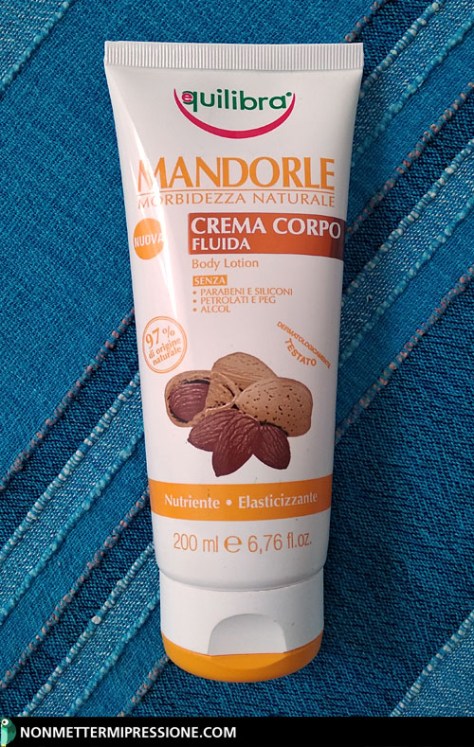 equilibra®
MANDORLE
MORBIDEZZA NATURALE
NUOVA
CREMA CORPO
FLUIDA
Body Lotion
SENZA
• PARABENI E SILICONI
• PETROLATI E PEG
• ALCOL
97%
di origine
naturale
DERMATOLOGICAMENTE
TESTATO
Nutriente • Elasticizzante
200 ml e 6,76 fl.oz.
NONMETTERMIPRESSIONE.COM